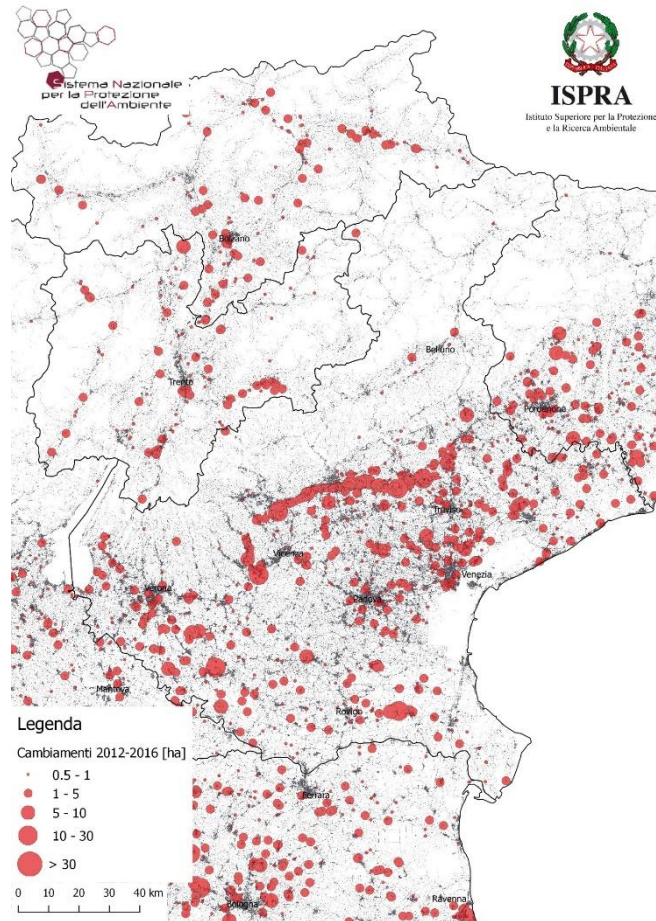 Sistema Nazionale
per la Protezione
dell'Ambiente
ISPRA
Istituto Superiore per la Protezione
e la Ricerca Ambientale
Bolzano
Belluno
Trento
Pordenone
Treviso
Vicenza
Venezia
Verona
Padova
Mantova
Rovigo
Legenda
Cambiamenti 2012-2016 [ha]
0.5 - 1
1 - 5
5 - 10
10 - 30
> 30
0 10 20 30 40 km
Ferrara
Bologna
Ravenna